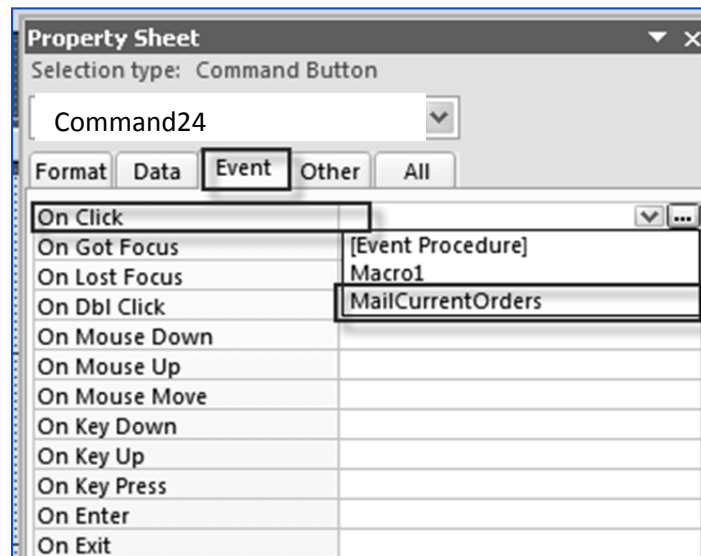 Property Sheet
Selection type: Command Button
Command24
Format Data Event Other All
On Click
On Got Focus [Event Procedure]
On Lost Focus Macro1
On Dbl Click MailCurrentOrders
On Mouse Down
On Mouse Up
On Mouse Move
On Key Down
On Key Up
On Key Press
On Enter
On Exit